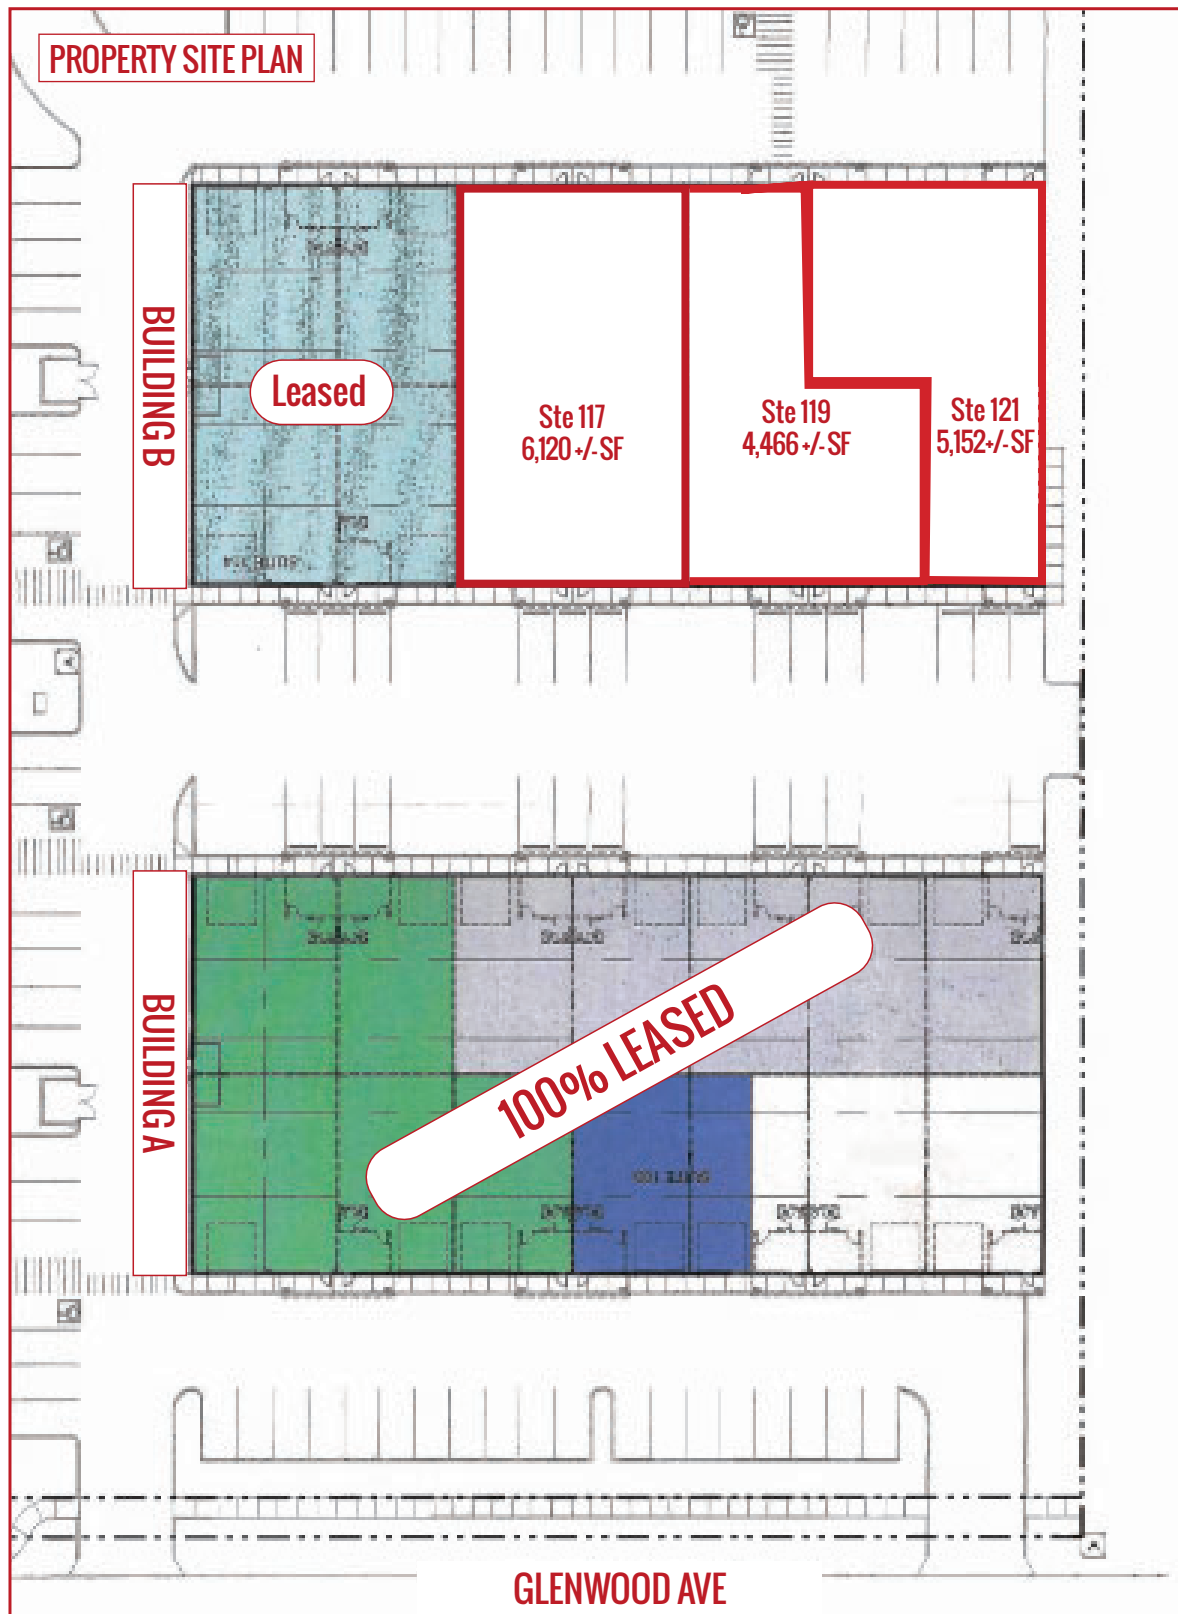 PROPERTY SITE PLAN
BUILDING B
Leased
Ste 117
6,120 +/- SF
Ste 119
4,466 +/- SF
Ste 121
5,152+/- SF
BUILDING A
100% LEASED
GLENWOOD AVE